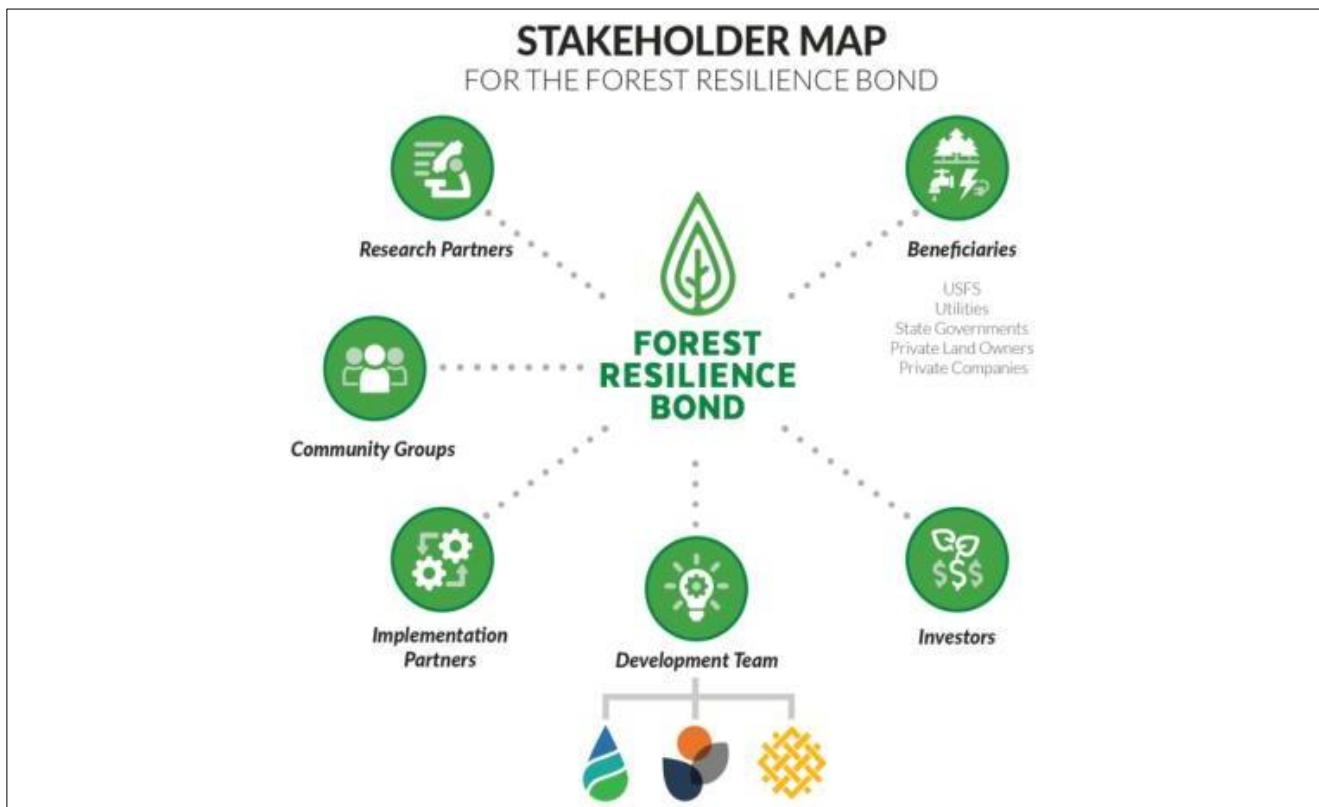 STAKEHOLDER MAP
FOR THE FOREST RESILIENCE BOND
Research Partners
Beneficiaries
USFS
Utilities
State Governments
Private Land Owners
Private Companies
FOREST
RESILIENCE
BOND
Community Groups
Implementation
Partners
Development Team
Investors
$$$